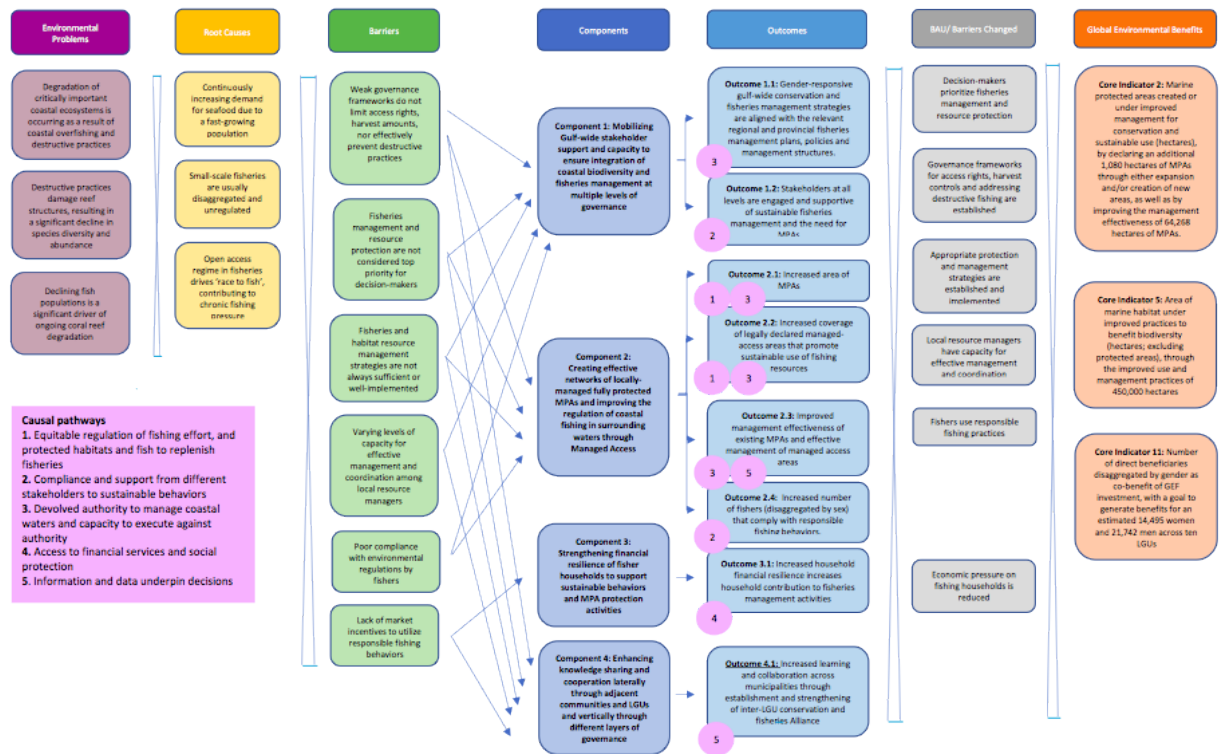 Environmental
Problems
Root Causes
Barriers
Components
Outcomes
BAU/ Barriers Changed
Global Environmental Benefits
Degradation of
critically important
coastal ecosystems is
occurring as a result of
coastal overfishing and
destructive practices
Destructive practices
damage reef
structures, resulting in
a significant decline in
species diversity and
abundance
Declining fish
populations is a
significant driver of
ongoing coral reef
degradation
Continuously
increasing demand
for seafood due to
a fast-growing
population
Small-scale fisheries
are usually
disaggregated and
unregulated
Open access
regime in fisheries
drives 'race to fish',
contributing to
chronic fishing
pressure
Causal pathways
1. Equitable regulation of fishing effort, and
protected habitats and fish to replenish
fisheries
2. Compliance and support from different
stakeholders to sustainable behaviors
3. Devolved authority to manage coastal
waters and capacity to execute against
authority
4. Access to financial services and social
protection
5. Information and data underpin decisions
Weak governance
frameworks do not
limit access rights,
harvest amounts,
nor effectively
prevent destructive
practices
Fisheries
management and
resource
protection are not
considered top
priority for
decision-makers
Fisheries and
habitat resource
management
strategies are not
always sufficient or
well-implemented
Varying levels of
capacity for
effective
management and
coordination among
local resource
managers
Poor compliance
with environmental
regulations by
fishers
Lack of market
incentives to utilize
responsible fishing
behaviors
Component 1: Mobilizing
Gulf-wide stakeholder
support and capacity to
ensure integration of
coastal biodiversity and
fisheries management at
multiple levels of
governance
Component 2:
Creating effective
networks of locally-
managed fully protected
MPAs and improving the
regulation of coastal
fishing in surrounding
waters through
Managed Access
Component 3:
Strengthening financial
resilience of fisher
households to support
sustainable behaviors
and MPA protection
activities
Component 4: Enhancing
knowledge sharing and
cooperation laterally
through adjacent
communities and LGUs
and vertically through
different layers of
governance
Outcome 1.1: Gender-responsive
gulf-wide conservation and
fisheries management strategies
are aligned with the relevant
regional and provincial fisheries
management plans, policies and
management structures.
3
Outcome 1.2: Stakeholders at all
levels are engaged and supportive
of sustainable fisheries
management and the need for
MPAs
2
Outcome 2.1: Increased area of
MPAs
1 3
Outcome 2.2: Increased coverage
of legally declared managed-
access areas that promote
sustainable use of fishing
resources
1 3
Outcome 2.3: Improved
management effectiveness of
existing MPAs and effective
management of managed access
areas
3 5
Outcome 2.4: Increased number
of fishers (disaggregated by sex)
that comply with responsible
fishing behaviors.
2
Outcome 3.1: Increased household
financial resilience increases
household contribution to fisheries
management activities
4
Outcome 4.1: Increased learning
and collaboration across
municipalities through
establishment and strengthening
of inter-LGU conservation and
fisheries Alliance
5
Decision-makers
prioritize fisheries
management and
resource
protection
Governance frameworks
for access rights, harvest
controls and addressing
destructive fishing are
established
Appropriate protection
and management
strategies are
established and
implemented
Local resource managers
have capacity for
effective management
and coordination
Fishers use responsible
fishing practices
Economic pressure on
fishing households is
reduced
Core Indicator 2: Marine
protected areas created or
under improved
management for
conservation and
sustainable use (hectares),
by declaring an additional
1,080 hectares of MPAs
through either expansion
and/or creation of new
areas, as well as by
improving the management
effectiveness of 64,268
hectares of MPAs.
Core Indicator 5: Area of
marine habitat under
improved practices to
benefit biodiversity
(hectares; excluding
protected areas), through
the improved use and
management practices of
450,000 hectares
Core Indicator 11: Number
of direct beneficiaries
disaggregated by gender as
co-benefit of GEF
investment, with a goal to
generate benefits for an
estimated 14,495 women
and 21,742 men across ten
LGUs